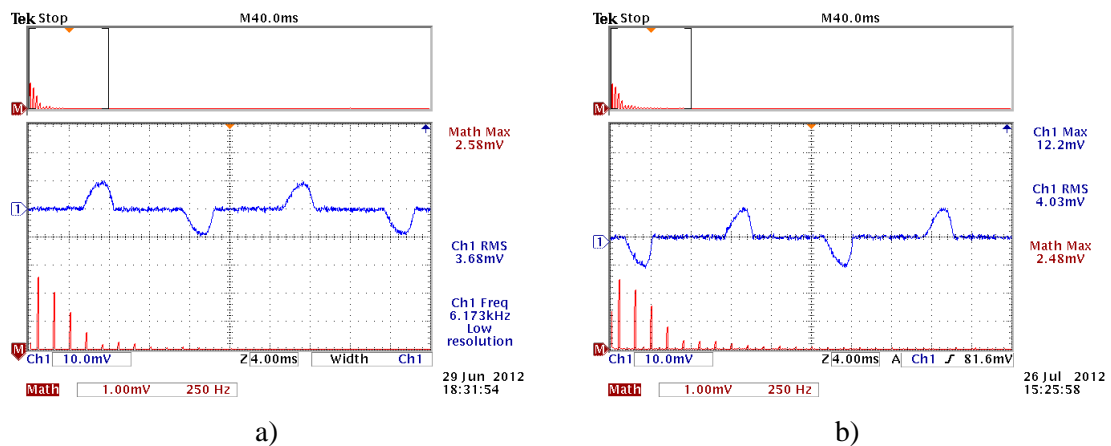 Tek Stop M40.0ms
M
Math Max
2.58mV
1
Ch1 RMS
3.68mV
Ch1 Freq
6.173kHz
Low
resolution
M
Ch1 10.0mV Z 4.00ms Width Ch1
29 Jun 2012
18:31:54
Math 1.00mV 250 Hz
a)
Tek Stop M40.0ms
M
Ch1 Max
12.2mV
Ch1 RMS
4.03mV
1
Math Max
2.48mV
M
Ch1 10.0mV Z 4.00ms A Ch1 ƒ 81.6mV
26 Jul 2012
15:25:58
Math 1.00mV 250 Hz
b)